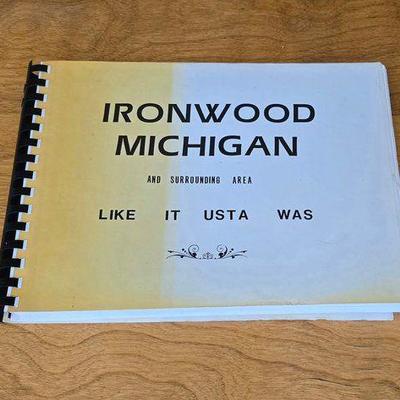 IRONWOOD
MICHIGAN
AND SURROUNDING AREA
LIKE IT USTA WAS